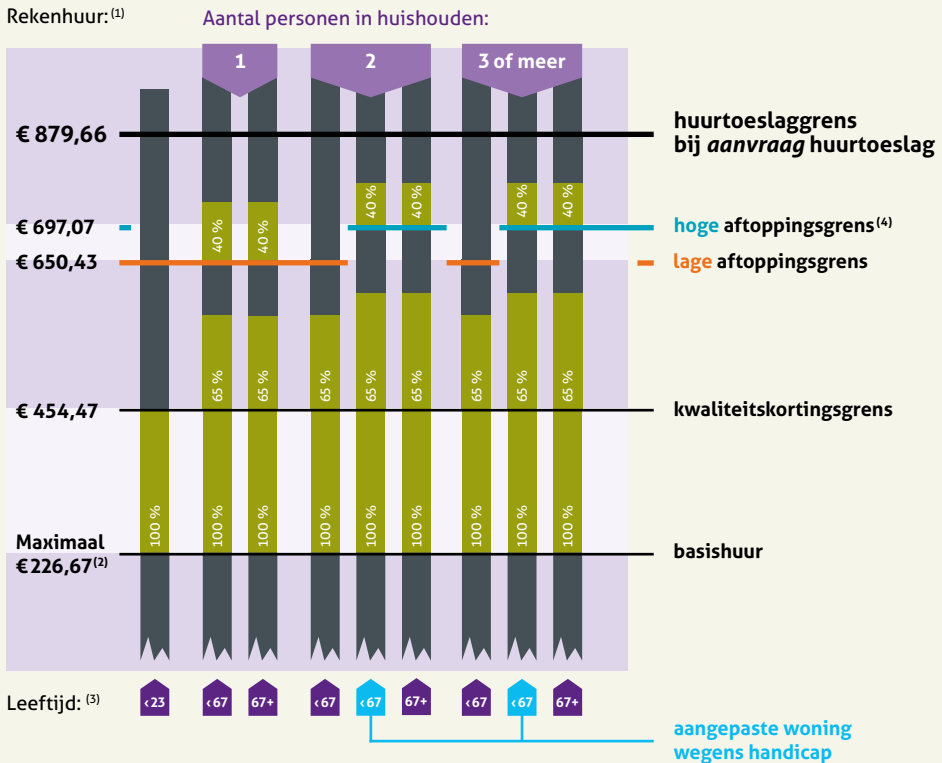 Rekenhuur: (1)
Aantal personen in huishouden:
1
2
3 of meer
€ 879,66
huurtoeslaggrens
bij aanvraag huurtoeslag
40 %
40 %
40 %
40 %
40 %
40 %
€ 697,07
hoge aftoppingsgrens (4)
€ 650,43
lage aftoppingsgrens
65 %
65 %
65 %
65 %
65 %
65 %
65 %
65 %
€ 454,47
kwaliteitskortingsgrens
100 %
100 %
100 %
100 %
100 %
100 %
100 %
100 %
100 %
Maximaal
€ 226,67 (2)
basishuur
Leeftijd: (3)
‹23
‹67
67+
‹67
‹67
67+
‹67
‹67
67+
aangepaste woning
wegens handicap